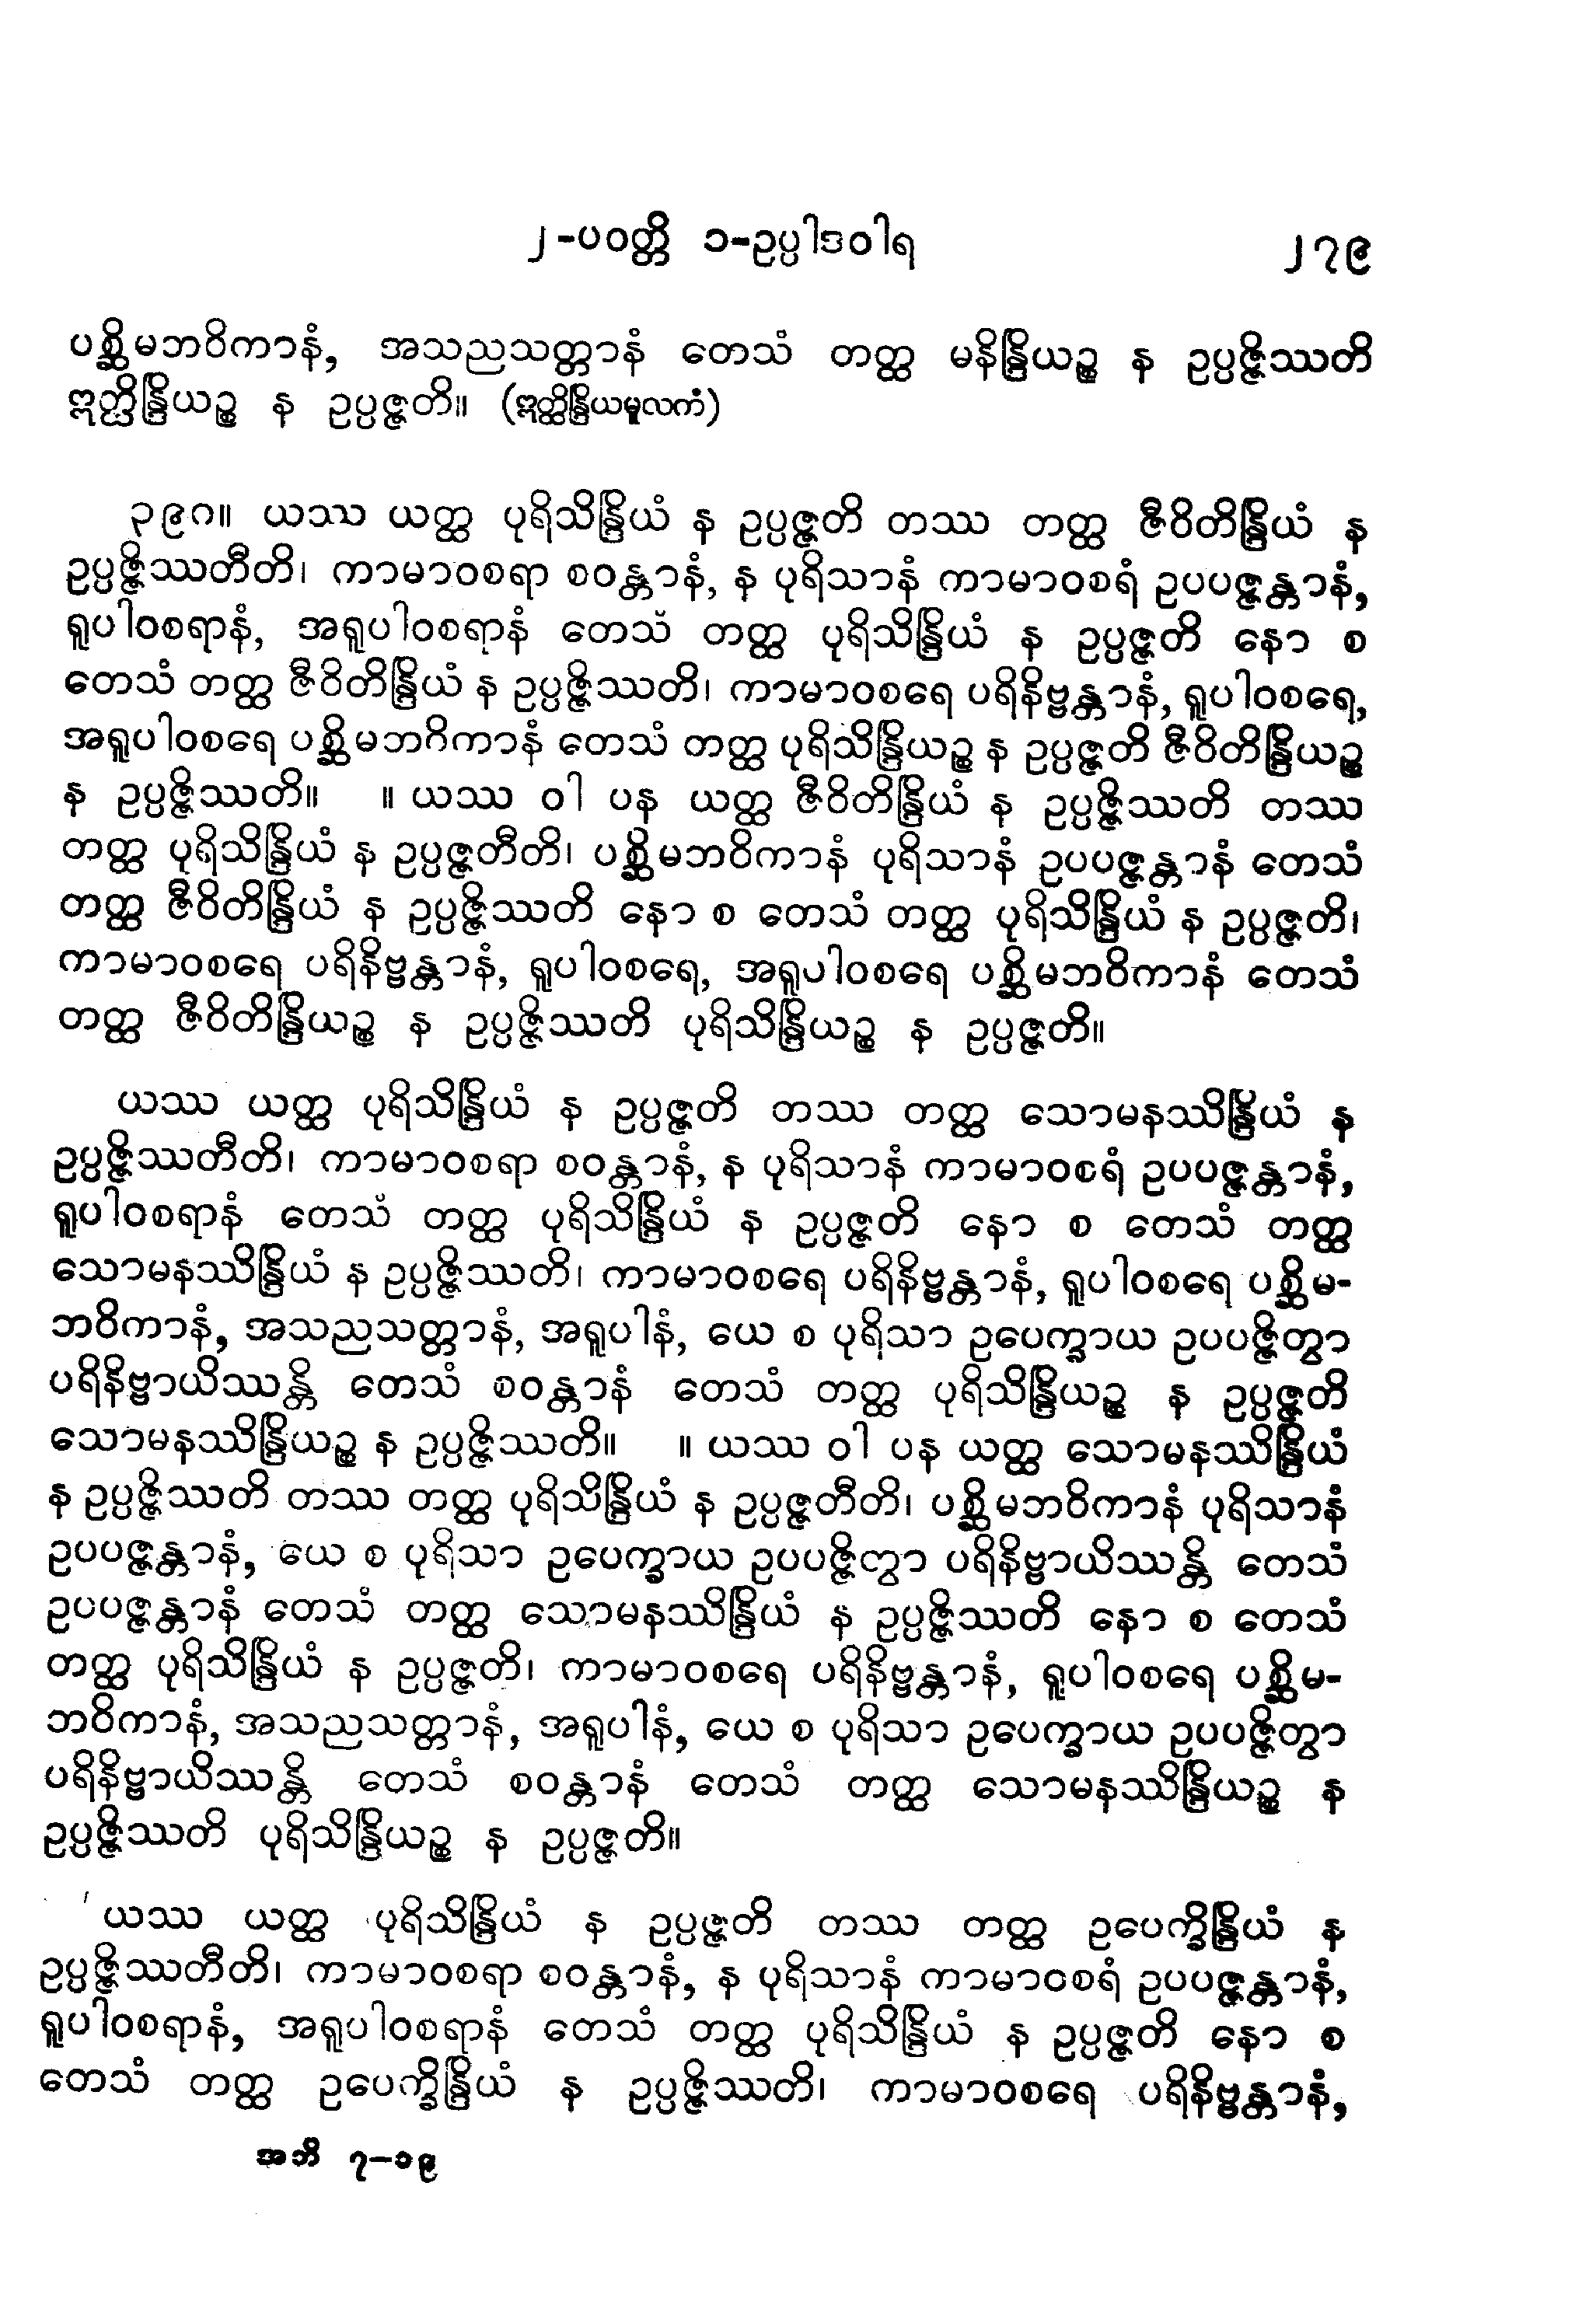 ၂-ပဝတ္တိ ၁-ဥပ္ပါဒဝါရ ၂၇၉
ပစ္ဆိမဘဝိကာနံ, အသညသတ္တာနံ တေသံ တတ္ထ မနိန္ဒြိယဉ္စ န ဥပ္ပဇ္ဇိဿတိ
ဣတ္ထိန္ဒြိယဉ္စ န ဥပ္ပဇ္ဇတိ။ (ဣတ္ထိန္ဒြိယမူလကံ)
၃၉၈။ ယဿ ယတ္ထ ပုရိသိန္ဒြိယံ န ဥပ္ပဇ္ဇတိ တဿ တတ္ထ ဇီဝိတိန္ဒြိယံ န
ဥပ္ပဇ္ဇိဿတီတိ၊ ကာမာဝစရာ စဝန္တာနံ, န ပုရိသာနံ ကာမာဝစရံ ဥပပဇ္ဇန္တာနံ,
ရူပါဝစရာနံ, အရူပါဝစရာနံ တေသံ တတ္ထ ပုရိသိန္ဒြိယံ န ဥပ္ပဇ္ဇတိ နော စ
တေသံ တတ္ထ ဇီဝိတိန္ဒြိယံ န ဥပ္ပဇ္ဇိဿတိ၊ ကာမာဝစရေ ပရိနိဗ္ဗန္တာနံ, ရူပါဝစရေ,
အရူပါဝစရေ ပစ္ဆိမဘဂိကာနံ တေသံ တတ္ထ ပုရိသိန္ဒြိယဉ္စ န ဥပ္ပဇ္ဇတိ ဇီဝိတိန္ဒြိယဉ္စ
န ဥပ္ပဇ္ဇိဿတိ။ ။ ယဿ ဝါ ပန ယတ္ထ ဇီဝိတိန္ဒြိယံ န ဥပ္ပဇ္ဇိဿတိ တဿ
တတ္ထ ပုရိသိန္ဒြိယံ န ဥပ္ပဇ္ဇတီတိ၊ ပစ္ဆိမဘဝိကာနံ ပုရိသာနံ ဥပပဇ္ဇန္တာနံ တေသံ
တတ္ထ ဇီဝိတိန္ဒြိယံ န ဥပ္ပဇ္ဇိဿတိ နော စ တေသံ တတ္ထ ပုရိသိန္ဒြိယံ န ဥပ္ပဇ္ဇတိ၊
ကာမာဝစရေ ပရိနိဗ္ဗန္တာနံ, ရူပါဝစရေ, အရူပါဝစရေ ပစ္ဆိမဘဝိကာနံ တေသံ
တတ္ထ ဇီဝိတိန္ဒြိယဉ္စ န ဥပ္ပဇ္ဇိဿတိ ပုရိသိန္ဒြိယဉ္စ န ဥပ္ပဇ္ဇတိ။
ယဿ ယတ္ထ ပုရိသိန္ဒြိယံ န ဥပ္ပဇ္ဇတိ တဿ တတ္ထ သောမနဿိန္ဒြိယံ န
ဥပ္ပဇ္ဇိဿတီတိ၊ ကာမာဝစရာ စဝန္တာနံ, န ပုရိသာနံ ကာမာဝစရံ ဥပပဇ္ဇန္တာနံ,
ရူပါဝစရာနံ တေသံ တတ္ထ ပုရိသိန္ဒြိယံ န ဥပ္ပဇ္ဇတိ နော စ တေသံ တတ္ထ
သောမနဿိန္ဒြိယံ န ဥပ္ပဇ္ဇိဿတိ၊ ကာမာဝစရေ ပရိနိဗ္ဗန္တာနံ, ရူပါဝစရေ ပစ္ဆိမ-
ဘဝိကာနံ, အသညသတ္တာနံ, အရူပါနံ, ယေ စ ပုရိသာ ဥပေက္ခာယ ဥပပဇ္ဇိတွာ
ပရိနိဗ္ဗာယိဿန္တိ တေသံ စဝန္တာနံ တေသံ တတ္ထ ပုရိသိန္ဒြိယဉ္စ န ဥပ္ပဇ္ဇတိ
သောမနဿိန္ဒြိယဉ္စ န ဥပ္ပဇ္ဇိဿတိ။ ။ ယဿ ဝါ ပန ယတ္ထ သောမနဿိန္ဒြိယံ
န ဥပ္ပဇ္ဇိဿတိ တဿ တတ္ထ ပုရိသိန္ဒြိယံ န ဥပ္ပဇ္ဇတီတိ၊ ပစ္ဆိမဘဝိကာနံ ပုရိသာနံ
ဥပပဇ္ဇန္တာနံ, ယေ စ ပုရိသာ ဥပေက္ခာယ ဥပပဇ္ဇိတွာ ပရိနိဗ္ဗာယိဿန္တိ တေသံ
ဥပပဇ္ဇန္တာနံ တေသံ တတ္ထ သောမနဿိန္ဒြိယံ န ဥပ္ပဇ္ဇိဿတိ နော စ တေသံ
တတ္ထ ပုရိသိန္ဒြိယံ န ဥပ္ပဇ္ဇတိ၊ ကာမာဝစရေ ပရိနိဗ္ဗန္တာနံ, ရူပါဝစရေ ပစ္ဆိမ-
ဘဝိကာနံ, အသညသတ္တာနံ, အရူပါနံ, ယေ စ ပုရိသာ ဥပေက္ခာယ ဥပပဇ္ဇိတွာ
ပရိနိဗ္ဗာယိဿန္တိ တေသံ စဝန္တာနံ တေသံ တတ္ထ သောမနဿိန္ဒြိယဉ္စ န
ဥပ္ပဇ္ဇိဿတိ ပုရိသိန္ဒြိယဉ္စ န ဥပ္ပဇ္ဇတိ။
ယဿ ယတ္ထ ပုရိသိန္ဒြိယံ န ဥပ္ပဇ္ဇတိ တဿ တတ္ထ ဥပေက္ခိန္ဒြိယံ န
ဥပ္ပဇ္ဇိဿတီတိ၊ ကာမာဝစရာ စဝန္တာနံ, န ပုရိသာနံ ကာမာဝစရံ ဥပပဇ္ဇန္တာနံ,
ရူပါဝစရာနံ, အရူပါဝစရာနံ တေသံ တတ္ထ ပုရိသိန္ဒြိယံ န ဥပ္ပဇ္ဇတိ နော စ
တေသံ တတ္ထ ဥပေက္ခိန္ဒြိယံ န ဥပ္ပဇ္ဇိဿတိ၊ ကာမာဝစရေ ပရိနိဗ္ဗန္တာနံ,
အဘိ ၇-၁၉